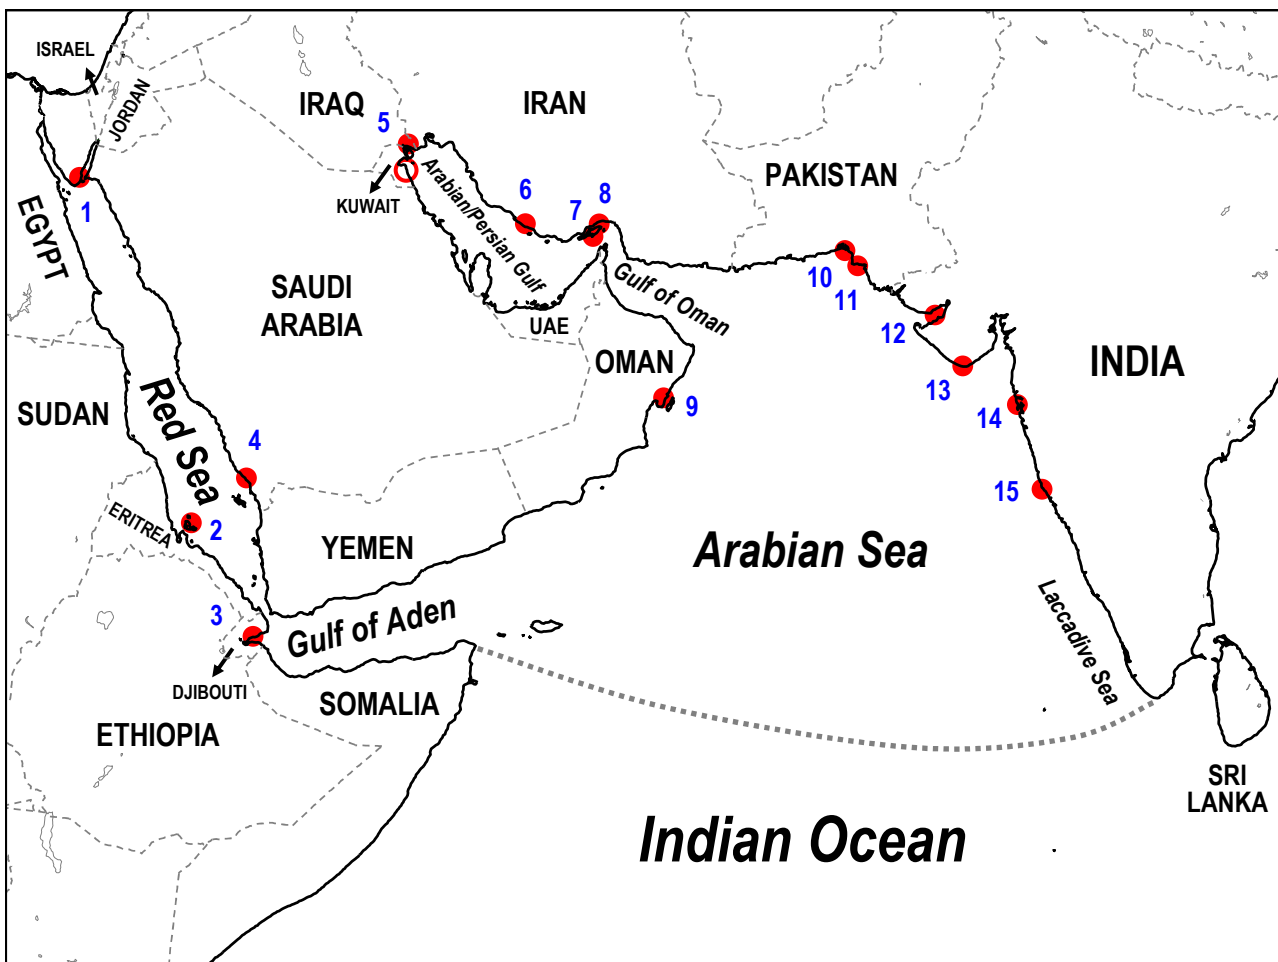 ISRAEL
JORDAN
IRAQ
IRAN
5
PAKISTAN
KUWAIT
Arabian/Persian Gulf
6
7
8
1
EGYPT
SAUDI
ARABIA
UAE
Gulf of Oman
10
11
12
OMAN
INDIA
13
9
14
SUDAN
Red Sea
4
15
2
ERITREA
YEMEN
Arabian Sea
3
Gulf of Aden
Laccadive Sea
DJIBOUTI
SOMALIA
ETHIOPIA
SRI
LANKA
Indian Ocean